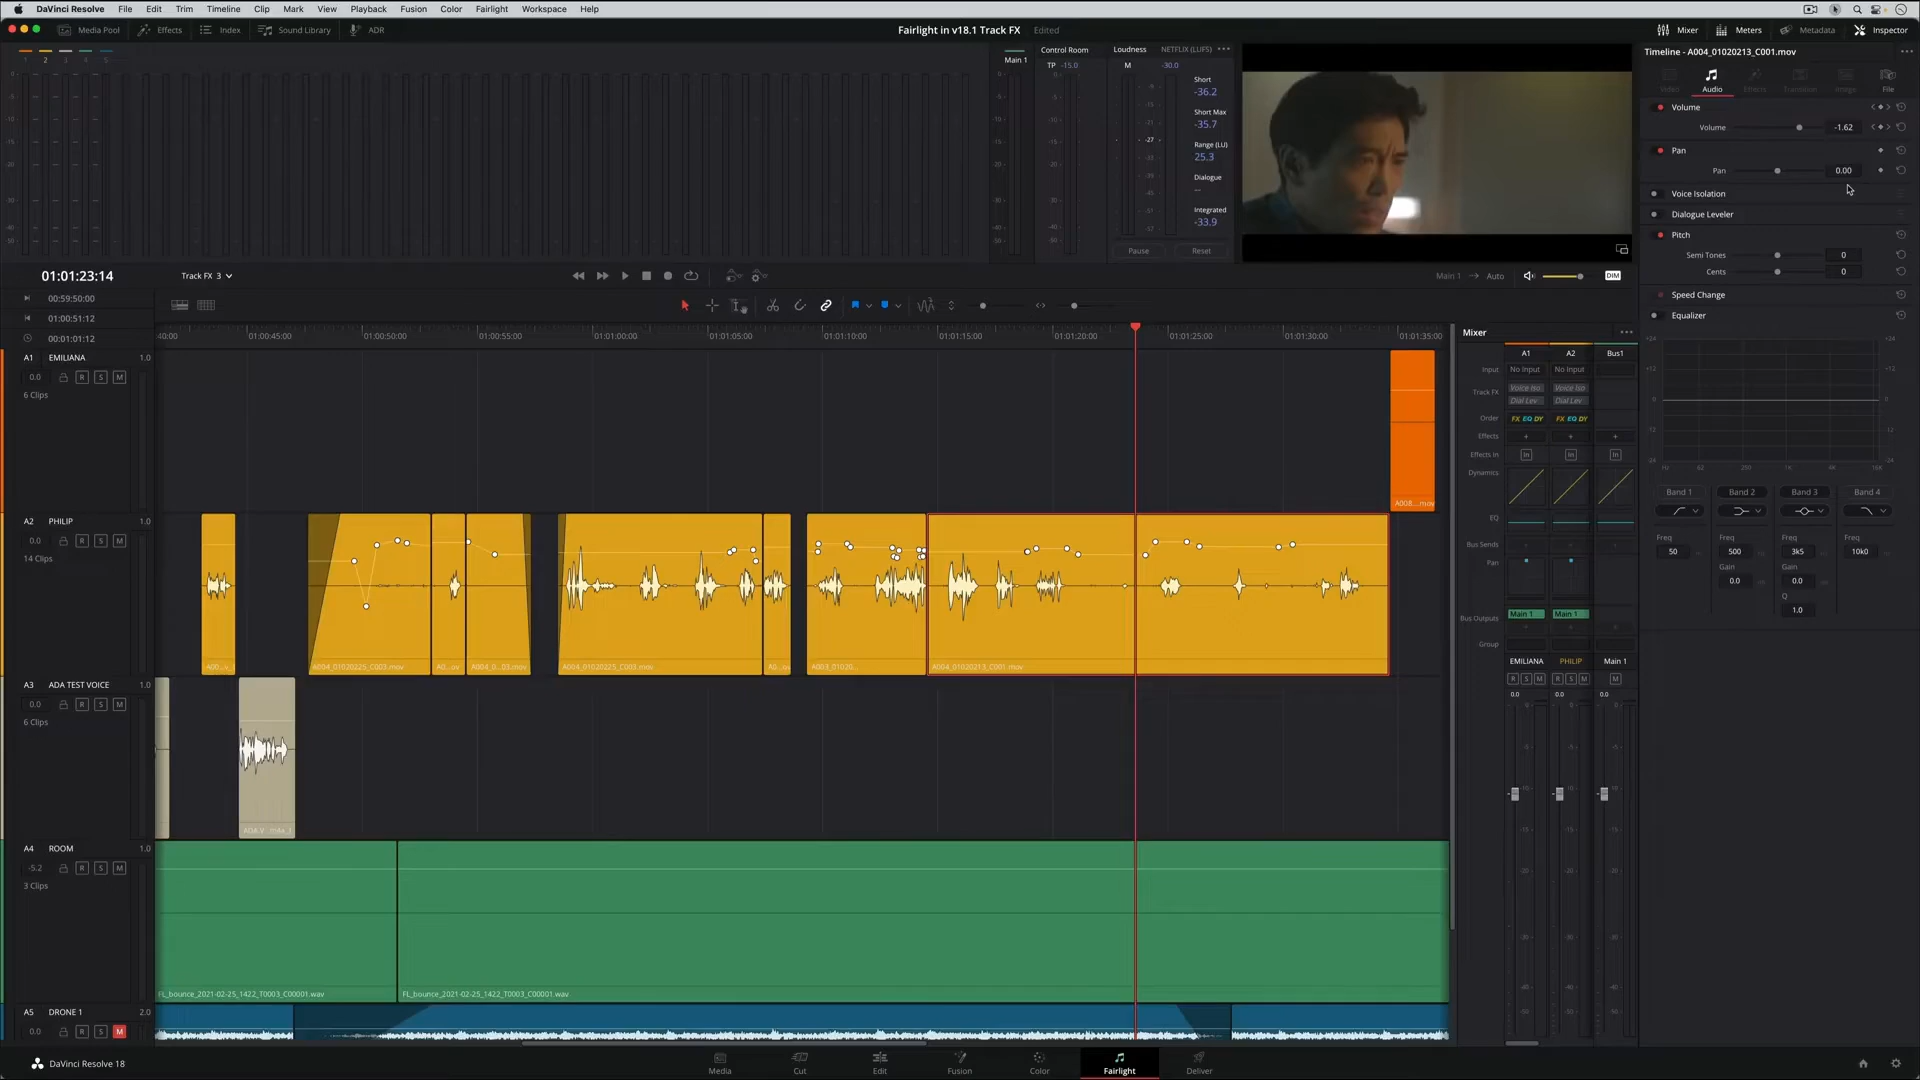 DaVinci Resolve File Edit Trim Timeline Clip Mark View Playback Fusion Color Fairlight Workspace Help
Media Pool Effects Index Sound Library ADR Fairlight in v18.1 Track FX Edited Mixer Meters Metadata Inspector
Main 1
Control Room
TP -15.0
Loudness NETFLIX (LUFS)
M -30.0
Short
-36.2
Short Max
-35.7
Range (LU)
25.3
Dialogue
--
Integrated
-33.9
Pause Reset
Timeline - A004_01020213_C001.mov
Video Audio Effects Transition Image File
Volume
Volume -1.62
Pan
Pan 0.00
Voice Isolation
Dialogue Leveler
Pitch
Semi Tones 0
Cents 0
Speed Change
Equalizer
Band 1 Band 2 Band 3 Band 4
Freq Freq Freq Freq
50 500 3k5 10k0
Gain Gain
0.0 0.0
Q
1.0
01:01:23:14 Track FX 3 Main 1 Auto DIM
00:59:50:00
01:00:51:12
00:01:01:12
40:00 01:00:45:00 01:00:50:00 01:00:55:00 01:01:00:00 01:01:05:00 01:01:10:00 01:01:15:00 01:01:20:00 01:01:25:00 01:01:30:00 01:01:35:00
A1 EMILIANA 1.0
0.0 R S M
6 Clips
A008...mov
A2 PHILIP 1.0
0.0 R S M
14 Clips
A00...v_ A004_01020225_C003.mov A0...ov A004_0...03.mov A004_01020225_C003.mov A0...ov A003_01020... A004_01020213_C001.mov
A3 ADA TEST VOICE 1.0
0.0 R S M
6 Clips
A4 ROOM 1.0
-5.2 R S M
3 Clips
FL_bounce_2021-02-25_1422_T0003_C00001.wav FL_bounce_2021-02-25_1422_T0003_C00001.wav
A5 DRONE 1 2.0
0.0 R S M
Mixer
A1 A2 Bus1
Input No Input No Input
Track FX Voice Iso Voice Iso
Dial Lev Dial Lev
Order FX EQ DY FX EQ DY
Effects + + +
Effects In In In In
Dynamics
EQ
Bus Sends
Pan
Bus Outputs Main 1 Main 1
Group
EMILIANA PHILIP Main 1
R S M R S M M
0.0 0.0 0.0
DaVinci Resolve 18
Media Cut Edit Fusion Color Fairlight Deliver